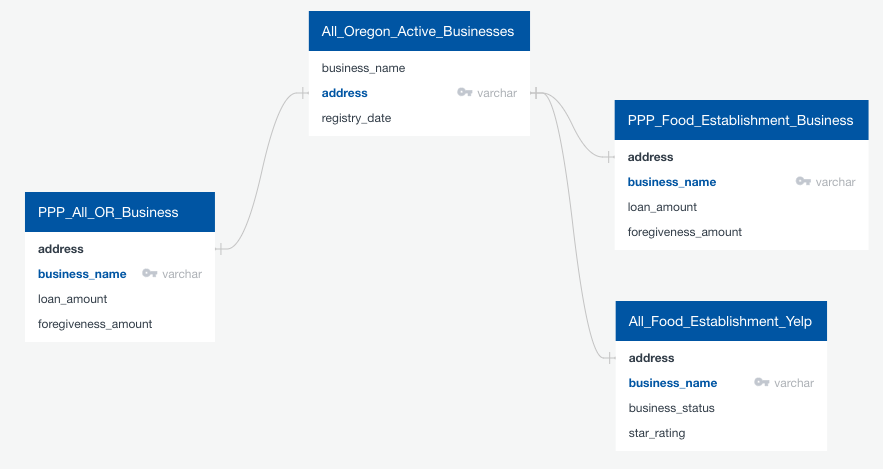 All_Oregon_Active_Businesses
business_name
address varchar
registry_date
PPP_Food_Establishment_Business
address
business_name varchar
loan_amount
foregiveness_amount
PPP_All_OR_Business
address
business_name varchar
loan_amount
foregiveness_amount
All_Food_Establishment_Yelp
address
business_name varchar
business_status
star_rating